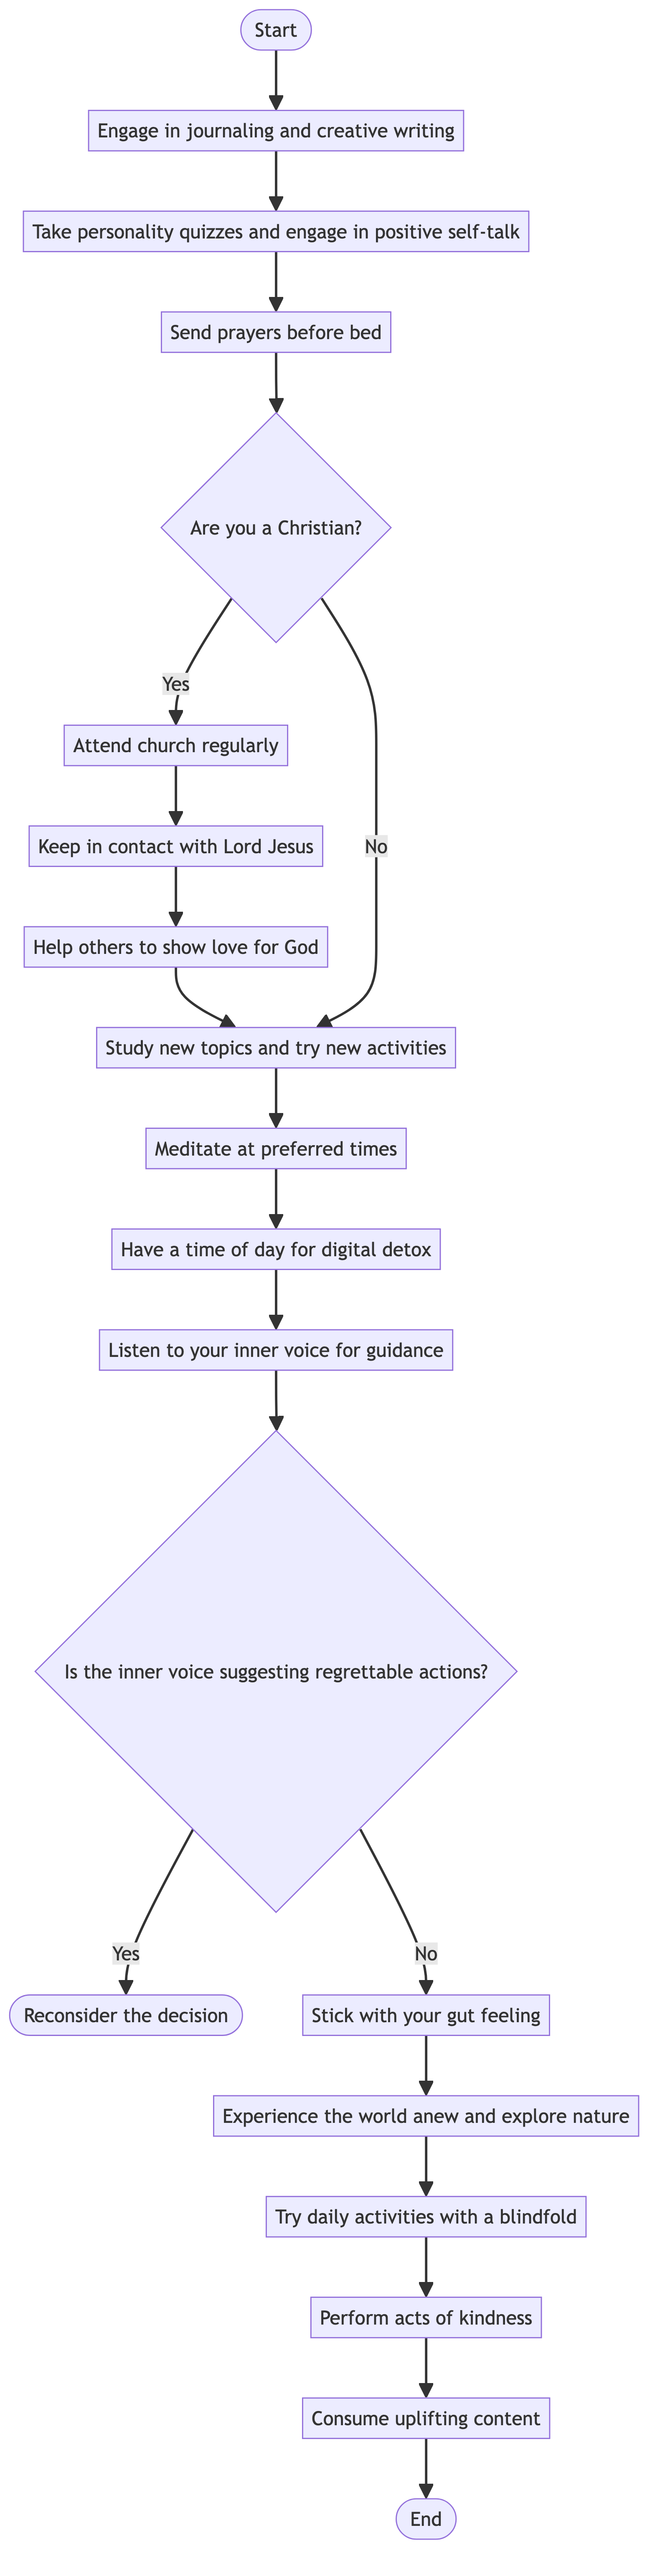 Start
Engage in journaling and creative writing
Take personality quizzes and engage in positive self-talk
Send prayers before bed
Are you a Christian?
Yes
Attend church regularly
Keep in contact with Lord Jesus
No
Help others to show love for God
Study new topics and try new activities
Meditate at preferred times
Have a time of day for digital detox
Listen to your inner voice for guidance
Is the inner voice suggesting regrettable actions?
Yes
No
Reconsider the decision
Stick with your gut feeling
Experience the world anew and explore nature
Try daily activities with a blindfold
Perform acts of kindness
Consume uplifting content
End